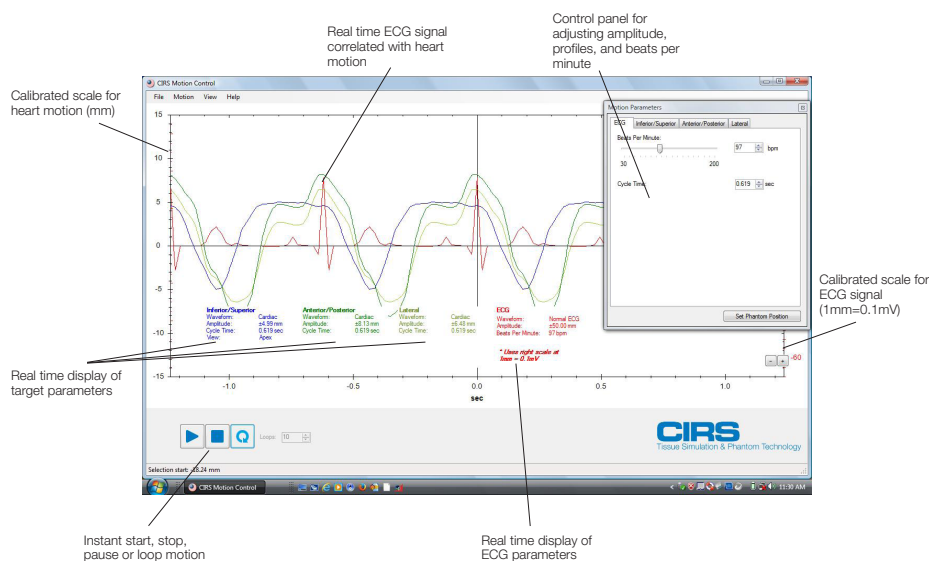 Real time ECG signal
correlated with heart
motion
Control panel for
adjusting amplitude,
profiles, and beats per
minute
Calibrated scale for
heart motion (mm)
CIRS Motion Control
File Motion View Help
Motion Parameters
ECG Inferior/Superior Anterior/Posterior Lateral
Beats Per Minute:
97 bpm
30 200
Cycle Time: 0.619 sec
Set Phantom Position
15
10
5
0
-5
-10
-15
-60
- +
Calibrated scale for
ECG signal
(1mm=0.1mV)
Inferior/Superior
Waveform: Cardiac
Amplitude: ±4.99 mm
Cycle Time: 0.619 sec
View: Apex
Anterior/Posterior
Waveform: Cardiac
Amplitude: ±8.13 mm
Cycle Time: 0.619 sec
Lateral
Waveform: Cardiac
Amplitude: ±6.48 mm
Cycle Time: 0.619 sec
ECG
Waveform: Normal ECG
Amplitude: ±50.00 mm
Beats Per Minute: 97 bpm
* Uses right scale at
1mm = 0.1mV
Real time display of
target parameters
-1.0 -0.5 0.0 0.5 1.0
sec
Loops: 10
CIRS
Tissue Simulation & Phantom Technology
Selection start: -18.24 mm
CIRS Motion Control
11:30 AM
Instant start, stop,
pause or loop motion
Real time display of
ECG parameters